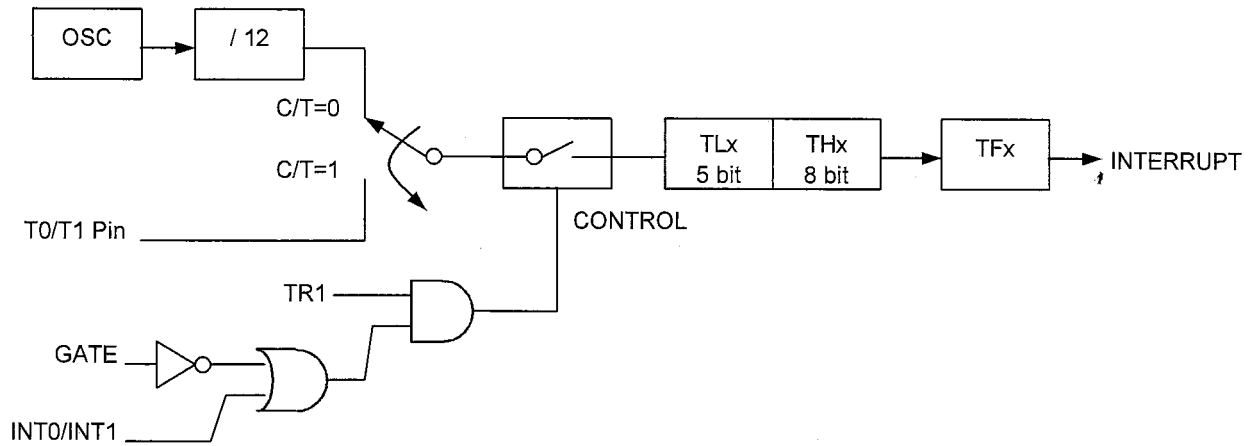 OSC
/ 12
C/T=0
C/T=1
T0/T1 Pin
TLx
5 bit
THx
8 bit
TFx
INTERRUPT
CONTROL
TR1
GATE
INT0/INT1